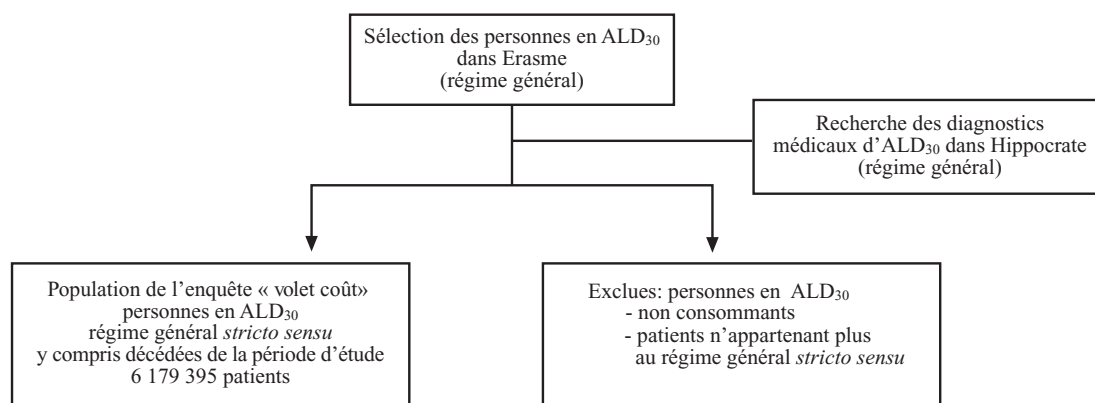 Sélection des personnes en ALD30
dans Erasme
(régime général)
Recherche des diagnostics
médicaux d'ALD30 dans Hippocrate
(régime général)
Population de l'enquête « volet coût»
personnes en ALD30
régime général stricto sensu
y compris décédées de la période d'étude
6 179 395 patients
Exclues: personnes en ALD30
- non consommants
- patients n'appartenant plus
au régime général stricto sensu